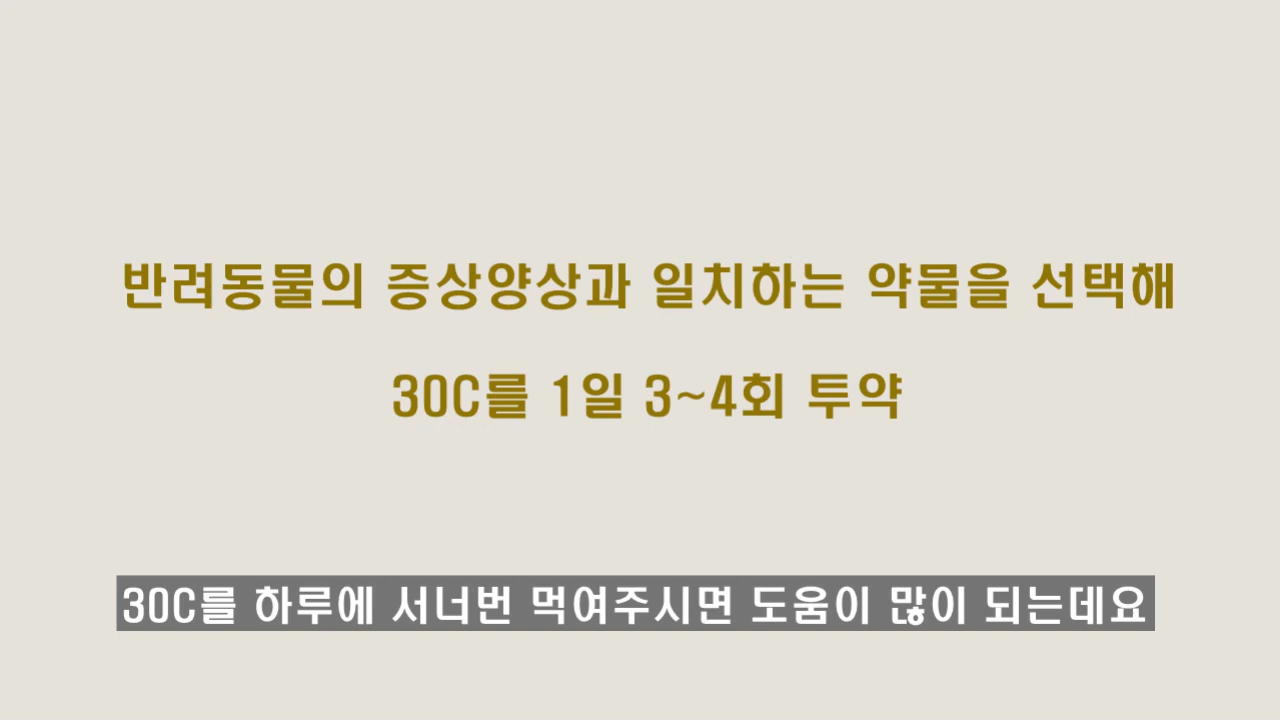 반려동물의 증상양상과 일치하는 약물을 선택해
30C를 1일 3~4회 투약
30C를 하루에 서너번 먹여주시면 도움이 많이 되는데요